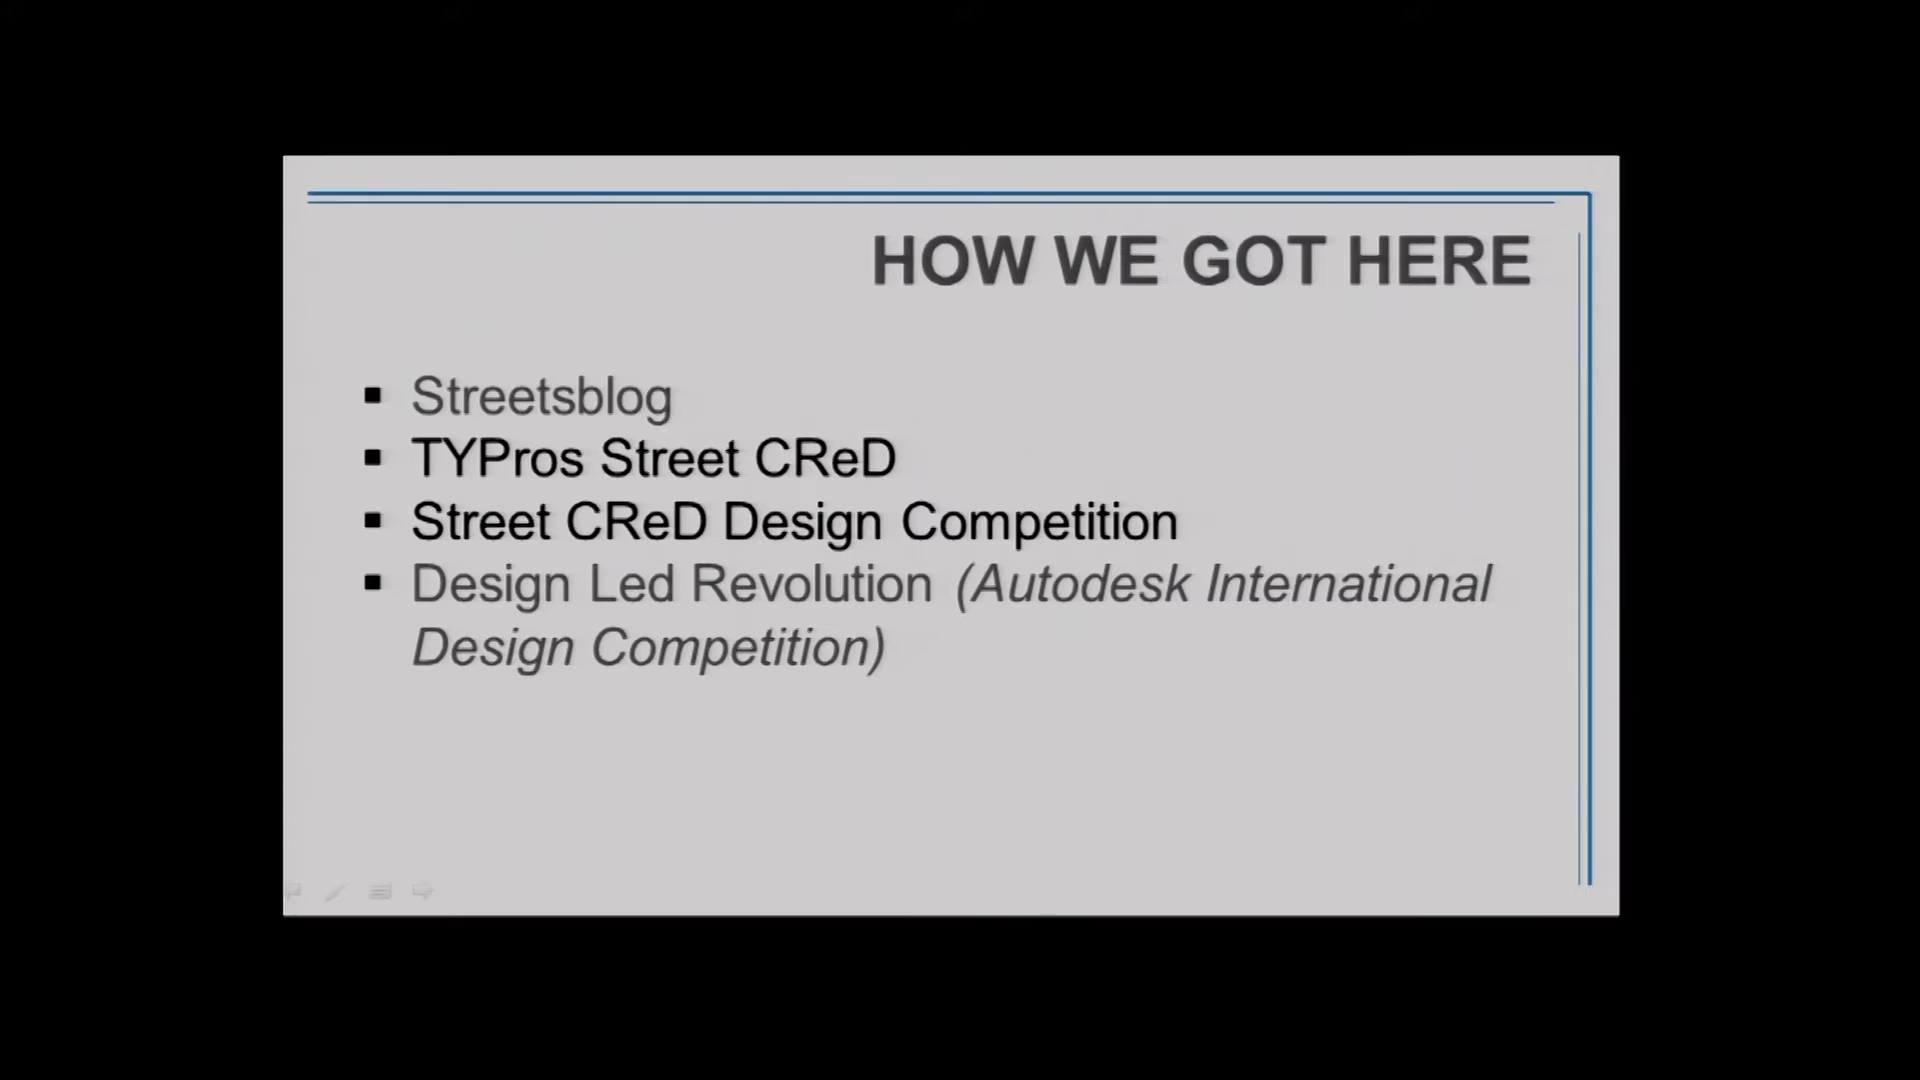 HOW WE GOT HERE
▪ Streetsblog
▪ TYPros Street CReD
▪ Street CReD Design Competition
▪ Design Led Revolution (Autodesk International
Design Competition)